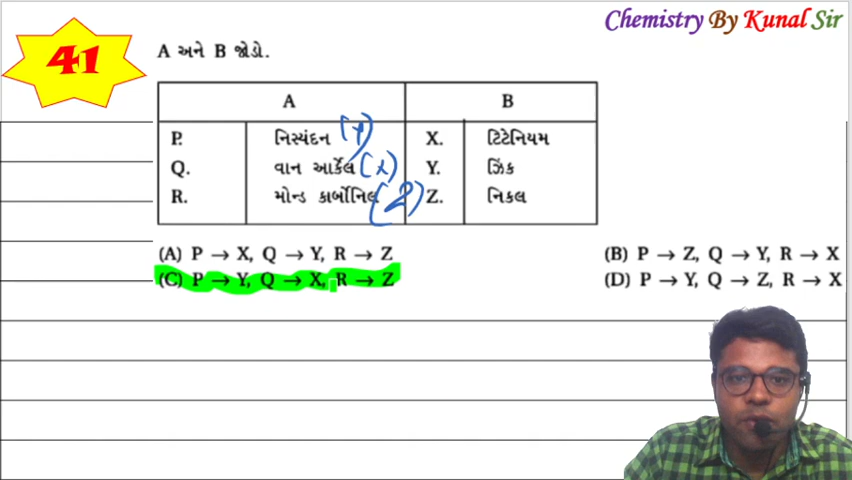 Chemistry By Kunal Sir
41
A અને B જોડો.
A B
P. નિસ્યંદન (Y) X. ટિટેનિયમ
Q. વાન આર્કેલ (X) Y. ઝિંક
R. મોન્ડ કાર્બોનિલ (Z) Z. નિકલ
(A) P → X, Q → Y, R → Z (B) P → Z, Q → Y, R → X
(C) P → Y, Q → X, R → Z (D) P → Y, Q → Z, R → X